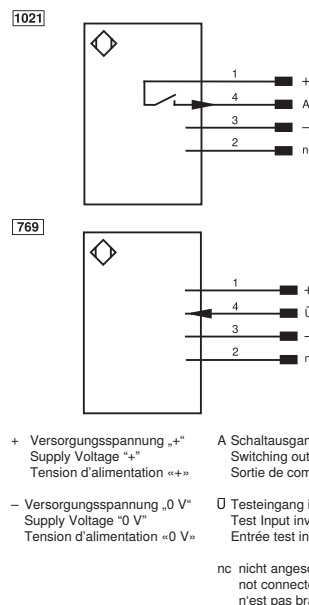 1021
1
+
4
A
3
–
2
769
1
+
4
Ū
3
–
2
+ Versorgungsspannung „+“
Supply Voltage “+”
Tension d'alimentation «+»
– Versorgungsspannung „0 V“
Supply Voltage “0 V”
Tension d'alimentation «0 V»
A Schaltausgan
Switching out
Sortie de com
Ū Testeingang i
Test Input inv
Entrée test in
nc nicht angesc
not connecte
n'est pas bra